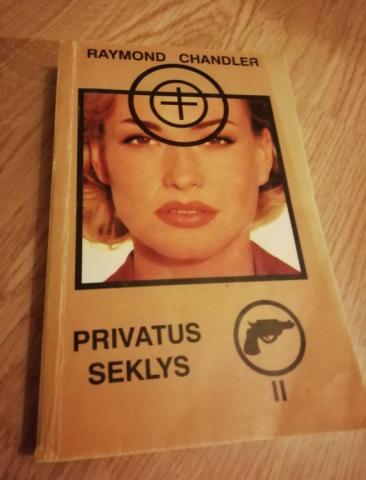 RAYMOND CHANDLER
PRIVATUS
SEKLYS
II